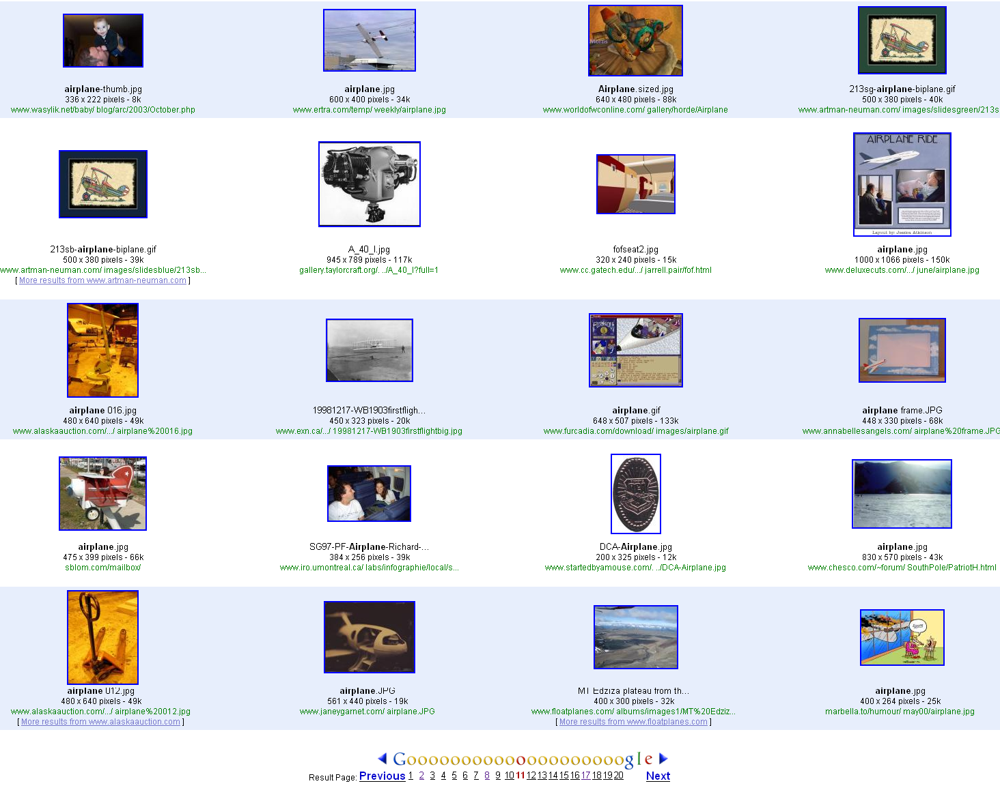 Mortis
airplane-thumb.jpg
336 x 222 pixels - 8k
www.wasylik.net/baby/ blog/arc/2003/October.php
airplane.jpg
600 x 400 pixels - 34k
www.ertra.com/temp/ weekly/airplane.jpg
Airplane.sized.jpg
640 x 480 pixels - 88k
www.worldofwconline.com/ gallery/horde/Airplane
213sg-airplane-biplane.gif
500 x 380 pixels - 40k
www.artman-neuman.com/ images/slidesgreen/213s
AIRPLANE RIDE
Layout by: Jessica Atkinson
213sb-airplane-biplane.gif
500 x 380 pixels - 39k
www.artman-neuman.com/ images/slidesblue/213sb...
[ More results from www.artman-neuman.com ]
A_40_I.jpg
945 x 789 pixels - 117k
gallery.taylorcraft.org/. ../A_40_I?full=1
fofseat2.jpg
320 x 240 pixels - 15k
www.cc.gatech.edu/.../ jarrell.pair/fof.html
airplane.jpg
1000 x 1066 pixels - 150k
www.deluxecuts.com/.../ june/airplane.jpg
FURCADIA
airplane 016.jpg
480 x 640 pixels - 49k
www.alaskaauction.com/.../ airplane%20016.jpg
19981217-WB1903firstfligh...
450 x 323 pixels - 20k
www.exn.ca/.../ 19981217-WB1903firstflightbig.jpg
airplane.gif
648 x 507 pixels - 133k
www.furcadia.com/download/ images/airplane.gif
airplane frame.JPG
448 x 330 pixels - 68k
www.annabellesangels.com/ airplane%20frame.JPG
airplane.jpg
475 x 399 pixels - 66k
sblom.com/mailbox/
SG97-PF-Airplane-Richard-...
384 x 256 pixels - 39k
www.iro.umontreal.ca/ labs/infographie/local/s...
DCA-Airplane.jpg
200 x 325 pixels - 12k
www.startedbyamouse.com/. ../DCA-Airplane.jpg
airplane.jpg
830 x 570 pixels - 43k
www.chesco.com/~forum/ SouthPole/PatriotH.html
airplane 012.jpg
480 x 640 pixels - 49k
www.alaskaauction.com/.../ airplane%20012.jpg
[ More results from www.alaskaauction.com ]
airplane.JPG
561 x 440 pixels - 19k
www.janeygarnet.com/ airplane.JPG
MT Edziza plateau from th...
400 x 300 pixels - 32k
www.floatplanes.com/ albums/images1/MT%20Edziz...
[ More results from www.floatplanes.com ]
airplane.jpg
400 x 264 pixels - 25k
marbella.to/humour/ may00/airplane.jpg
Goooooooooooooooooooogle
Result Page: Previous 1 2 3 4 5 6 7 8 9 10 11 12 13 14 15 16 17 18 19 20 Next